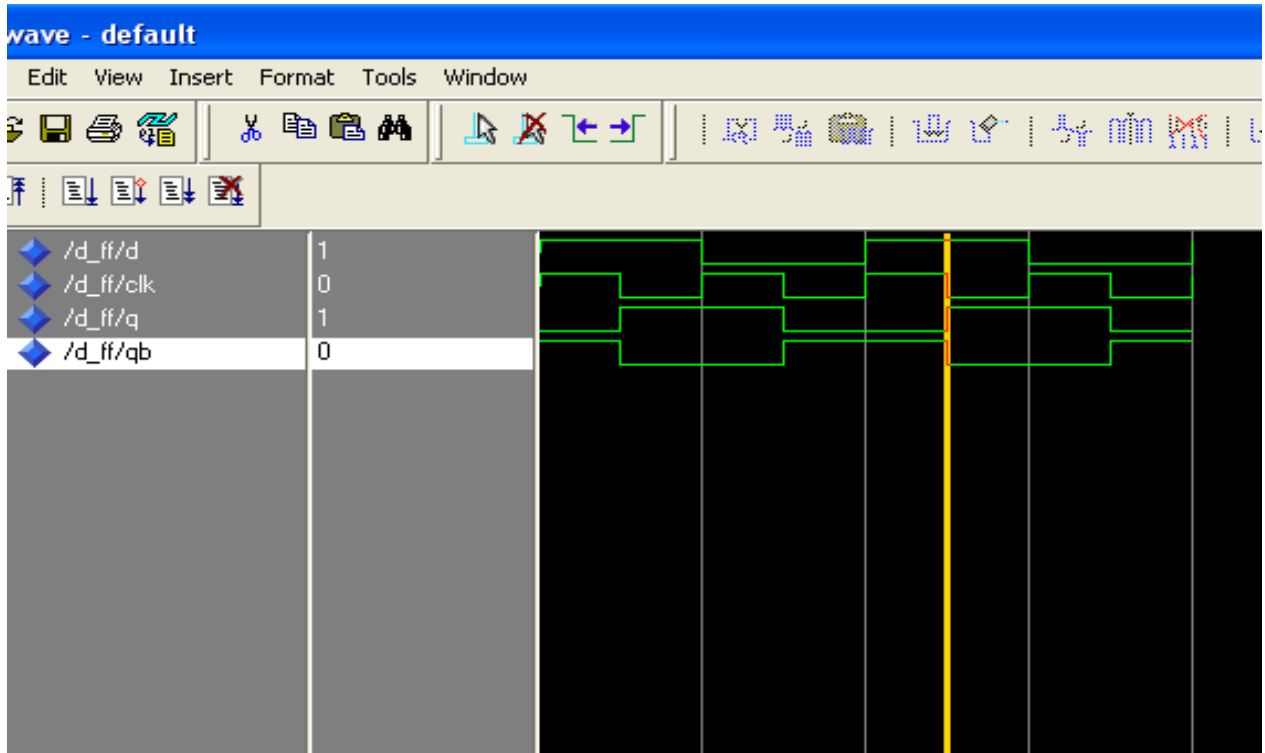 wave - default
Edit View Insert Format Tools Window
/d_ff/d 1
/d_ff/clk 0
/d_ff/q 1
/d_ff/qb 0